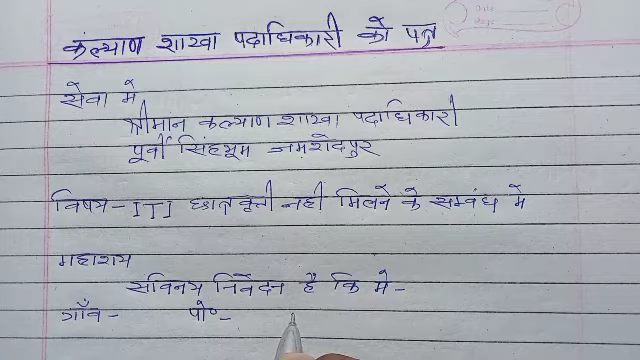 कल्याण शाखा पदाधिकारी को पत्र
सेवा में
श्रीमान कल्याण शाखा पदाधिकारी
पूर्वी सिंहभूम जमशेदपुर
विषय - ITI छात्रवृत्ती नही मिलने के सम्बंध में
महाशय
सविनय निर्वेदन है कि मे -
गाँव - पो० -